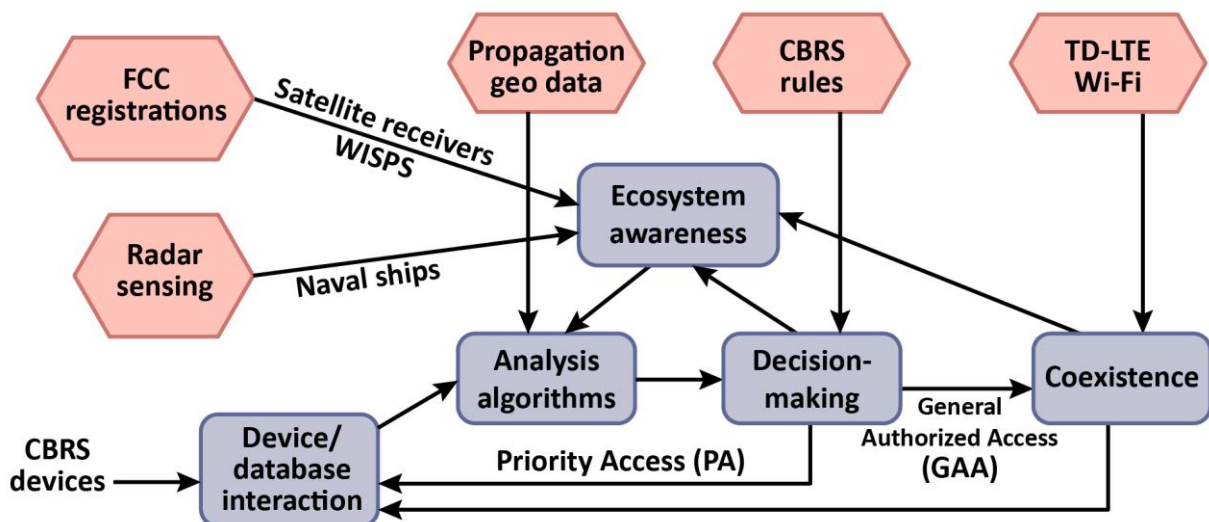 FCC
registrations
Propagation
geo data
CBRS
rules
TD-LTE
Wi-Fi
Satellite receivers
WISPS
Ecosystem
awareness
Radar
sensing
Naval ships
Analysis
algorithms
Decision-
making
Coexistence
General
Authorized Access
(GAA)
CBRS
devices
Device/
database
interaction
Priority Access (PA)